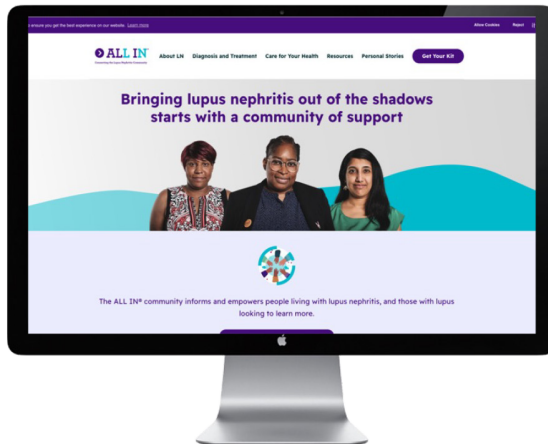 o ensure you get the best experience on our website. Learn more
Allow Cookies
Reject
ALL IN
About LN
Diagnosis and Treatment
Care for Your Health
Resources
Personal Stories
Get Your Kit
Bringing lupus nephritis out of the shadows
starts with a community of support
The ALL IN® community informs and empowers people living with lupus nephritis, and those with lupus
looking to learn more.